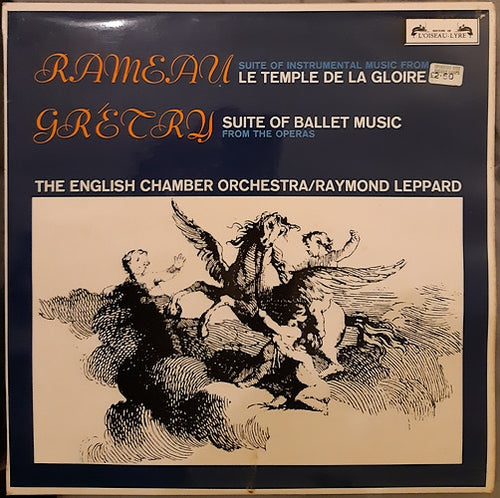 L'OISEAU-LYRE
RAMEAU
SUITE OF INSTRUMENTAL MUSIC FROM
LE TEMPLE DE LA GLOIRE
GRÉTRY
SUITE OF BALLET MUSIC
FROM THE OPERAS
THE ENGLISH CHAMBER ORCHESTRA/RAYMOND LEPPARD